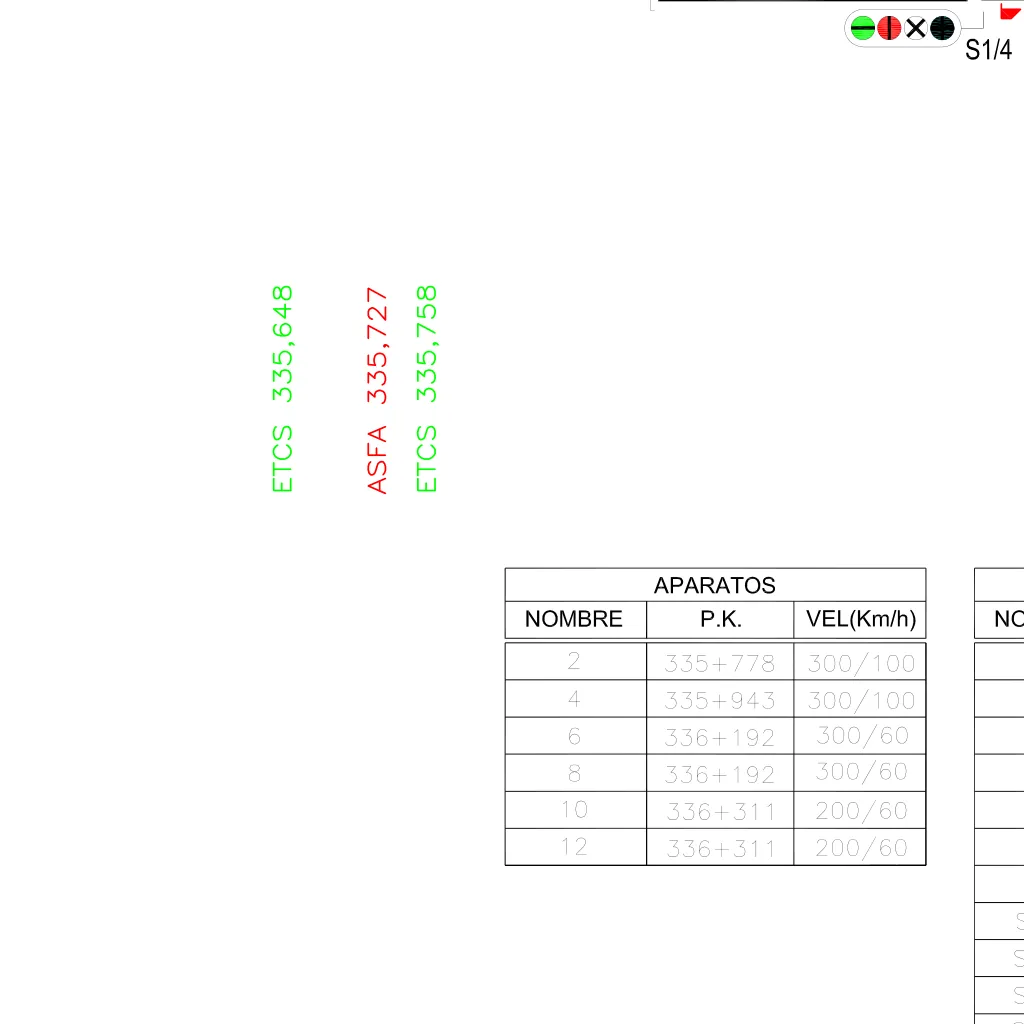 S1/4
ETCS 335,648
ASFA 335,727
ETCS 335,758
APARATOS
NOMBRE P.K. VEL(Km/h)
2 335+778 300/100
4 335+943 300/100
6 336+192 300/60
8 336+192 300/60
10 336+311 200/60
12 336+311 200/60
NO
S
S
S